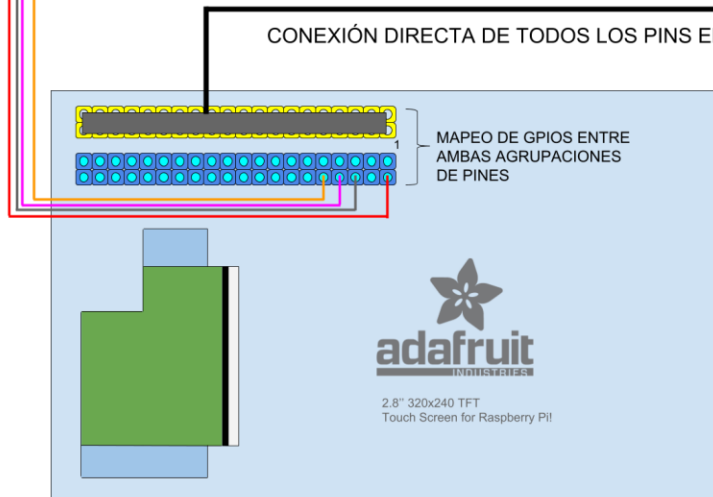 CONEXIÓN DIRECTA DE TODOS LOS PINS
1
MAPEO DE GPIOS ENTRE
AMBAS AGRUPACIONES
DE PINES
adafruit
INDUSTRIES
2.8" 320x240 TFT
Touch Screen for Raspberry Pi!